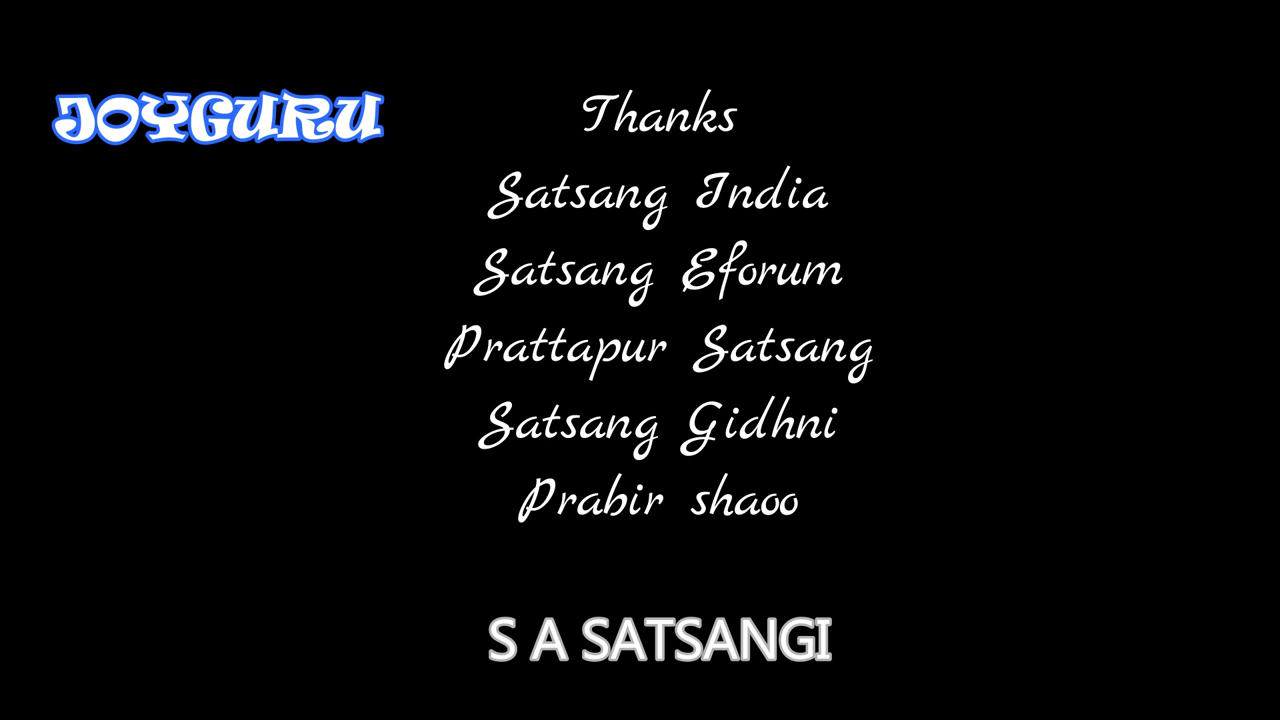 JOYGURU
Thanks
Satsang India
Satsang Eforum
Prattapur Satsang
Satsang Gidhni
Prabir shaoo
S A SATSANGI